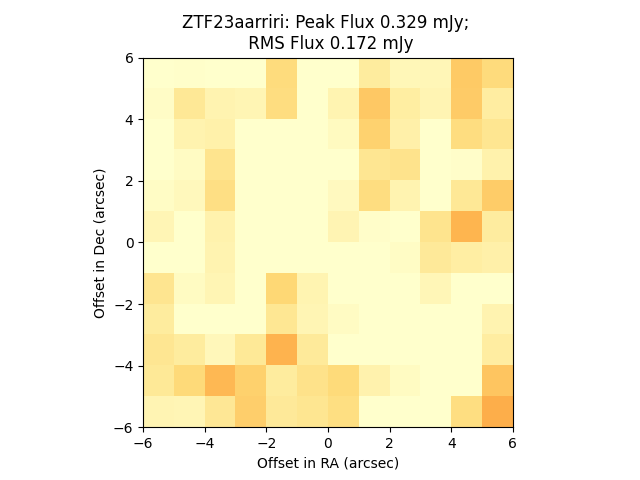 ZTF23aarriri: Peak Flux 0.329 mJy;
RMS Flux 0.172 mJy
6
4
2
0
−2
−4
−6
Offset in Dec (arcsec)
−6 −4 −2 0 2 4 6
Offset in RA (arcsec)